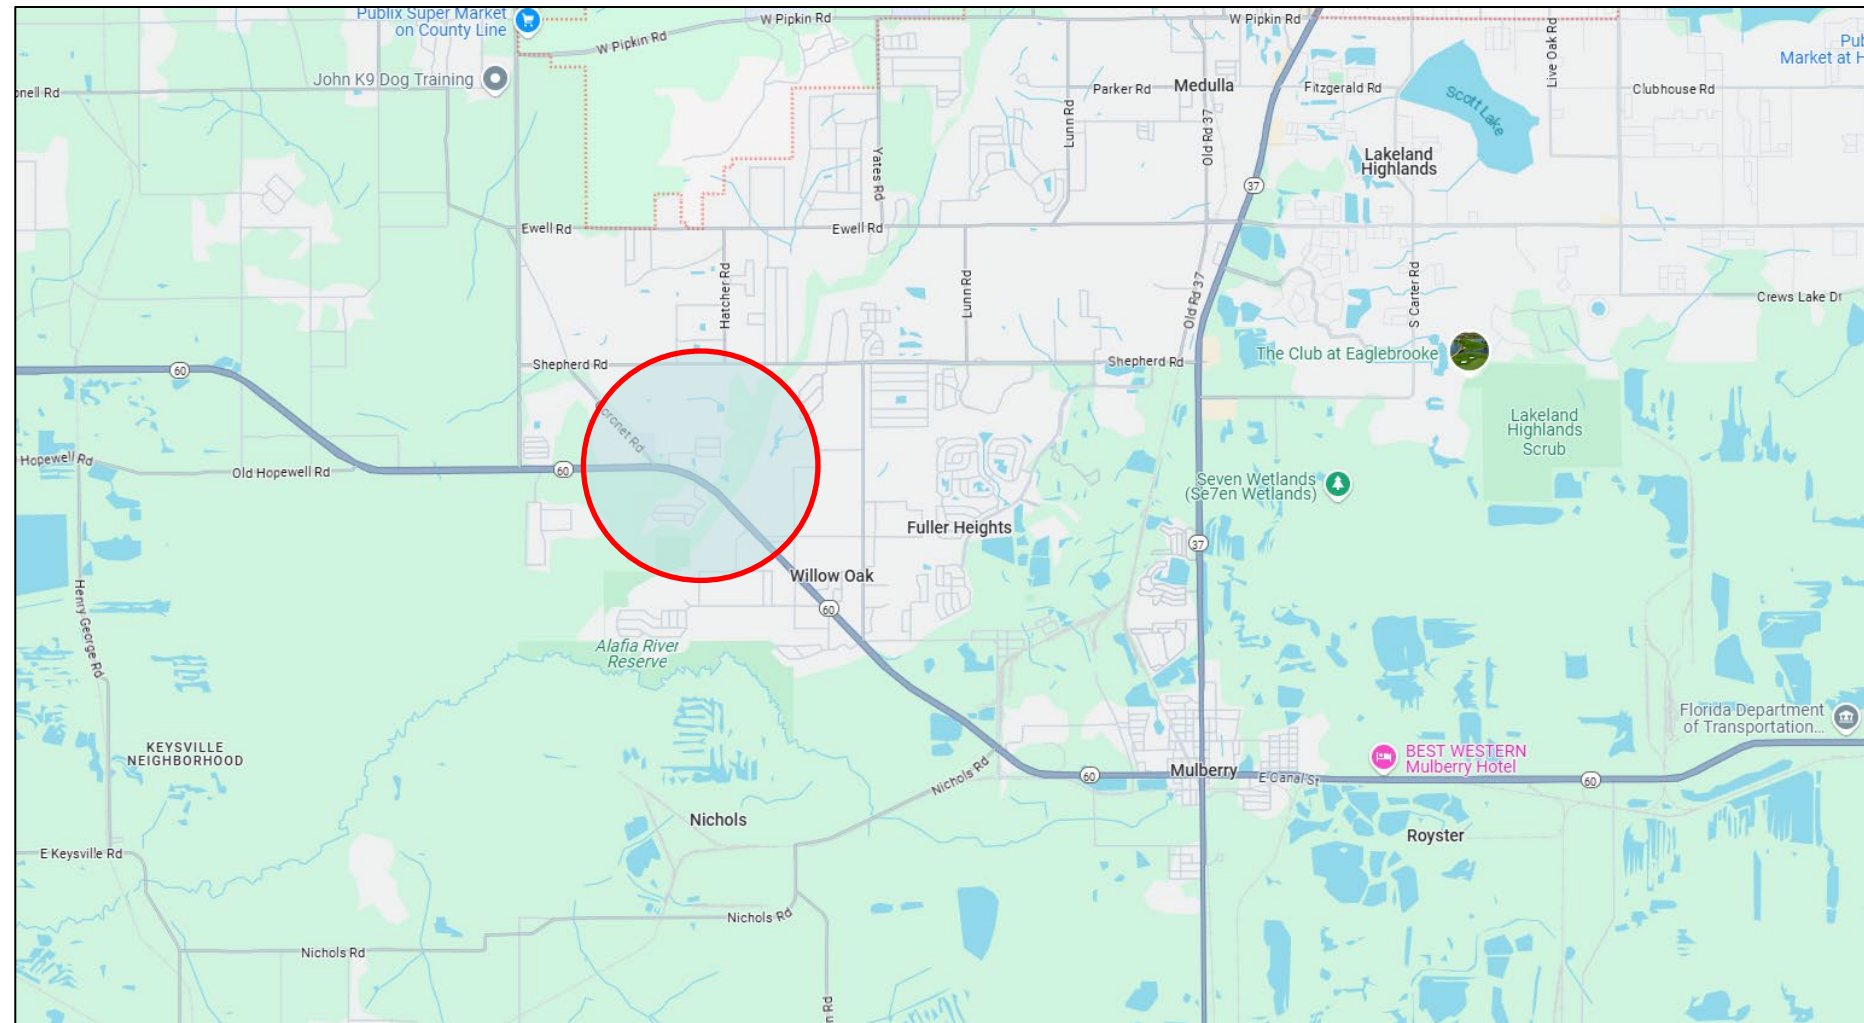 Publix Super Market
on County Line
W Pipkin Rd
W Pipkin Rd
W Pipkin Rd
Live Oak Rd
Market at H
John K9 Dog Training
Parker Rd
Medulla
Fitzgerald Rd
Scott Lake
Clubhouse Rd
Lunn Rd
Old Rd 37
Yates Rd
Lakeland
Highlands
37
Ewell Rd
Ewell Rd
Hatcher Rd
Lunn Rd
Old Rd 37
S Carter Rd
Crews Lake Dr
60
Shepherd Rd
Shepherd Rd
The Club at Eaglebrooke
Coronet Rd
Lakeland
Highlands
Scrub
Hopewell Rd
Old Hopewell Rd
60
Seven Wetlands
(Se7en Wetlands)
Fuller Heights
37
Willow Oak
60
Henry George Rd
Alafia River
Reserve
Florida Department
of Transportation...
KEYSVILLE
NEIGHBORHOOD
BEST WESTERN
Mulberry Hotel
Nichols Rd
60
Mulberry
E Canal St
60
Nichols
Royster
E Keysville Rd
Nichols Rd
Nichols Rd